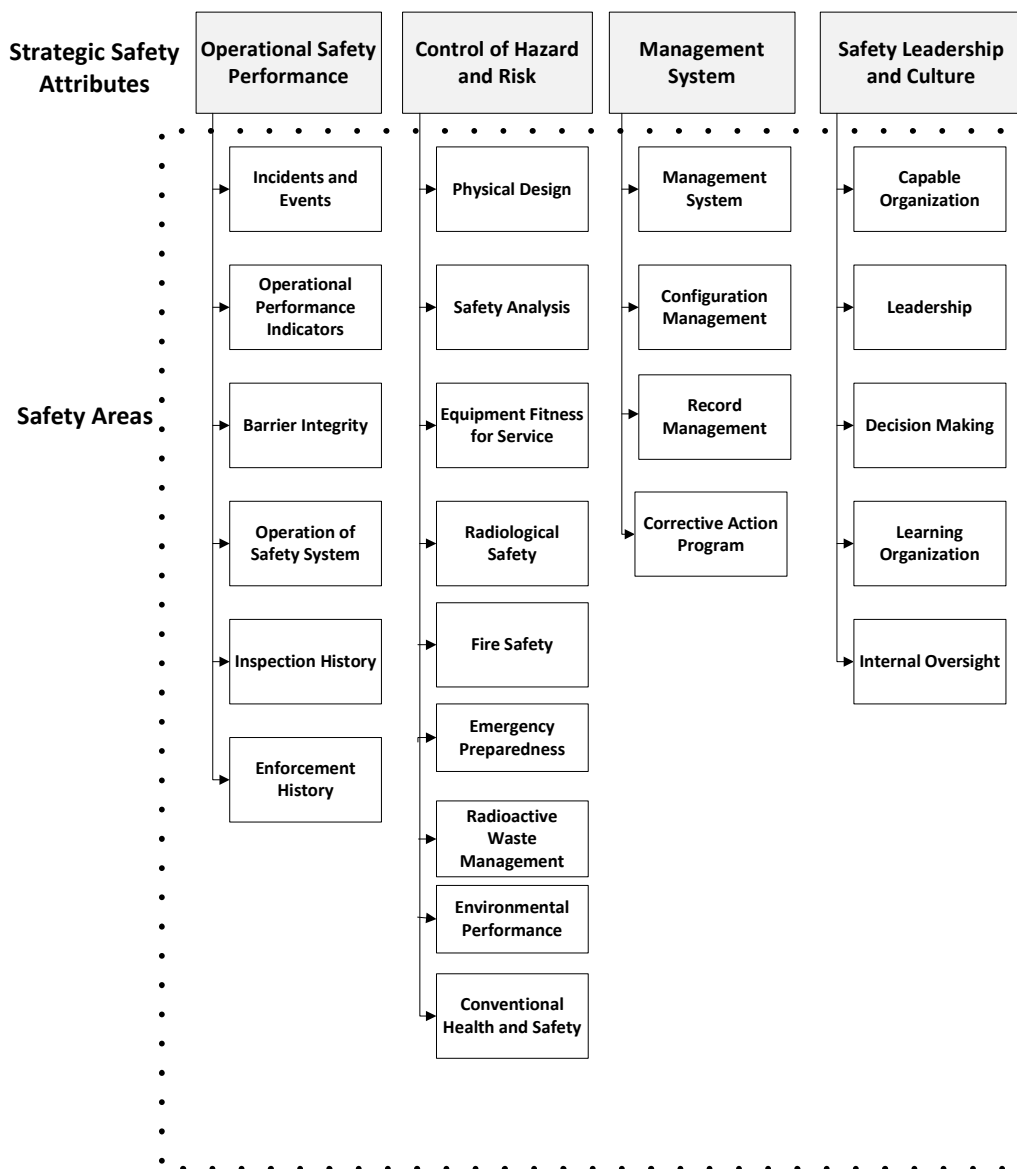 Strategic Safety
Attributes
Operational Safety
Performance
Control of Hazard
and Risk
Management
System
Safety Leadership
and Culture
Safety Areas
Incidents and
Events
Operational
Performance
Indicators
Barrier Integrity
Operation of
Safety System
Inspection History
Enforcement
History
Physical Design
Safety Analysis
Equipment Fitness
for Service
Radiological
Safety
Fire Safety
Emergency
Preparedness
Radioactive
Waste
Management
Environmental
Performance
Conventional
Health and Safety
Management
System
Configuration
Management
Record
Management
Corrective Action
Program
Capable
Organization
Leadership
Decision Making
Learning
Organization
Internal Oversight